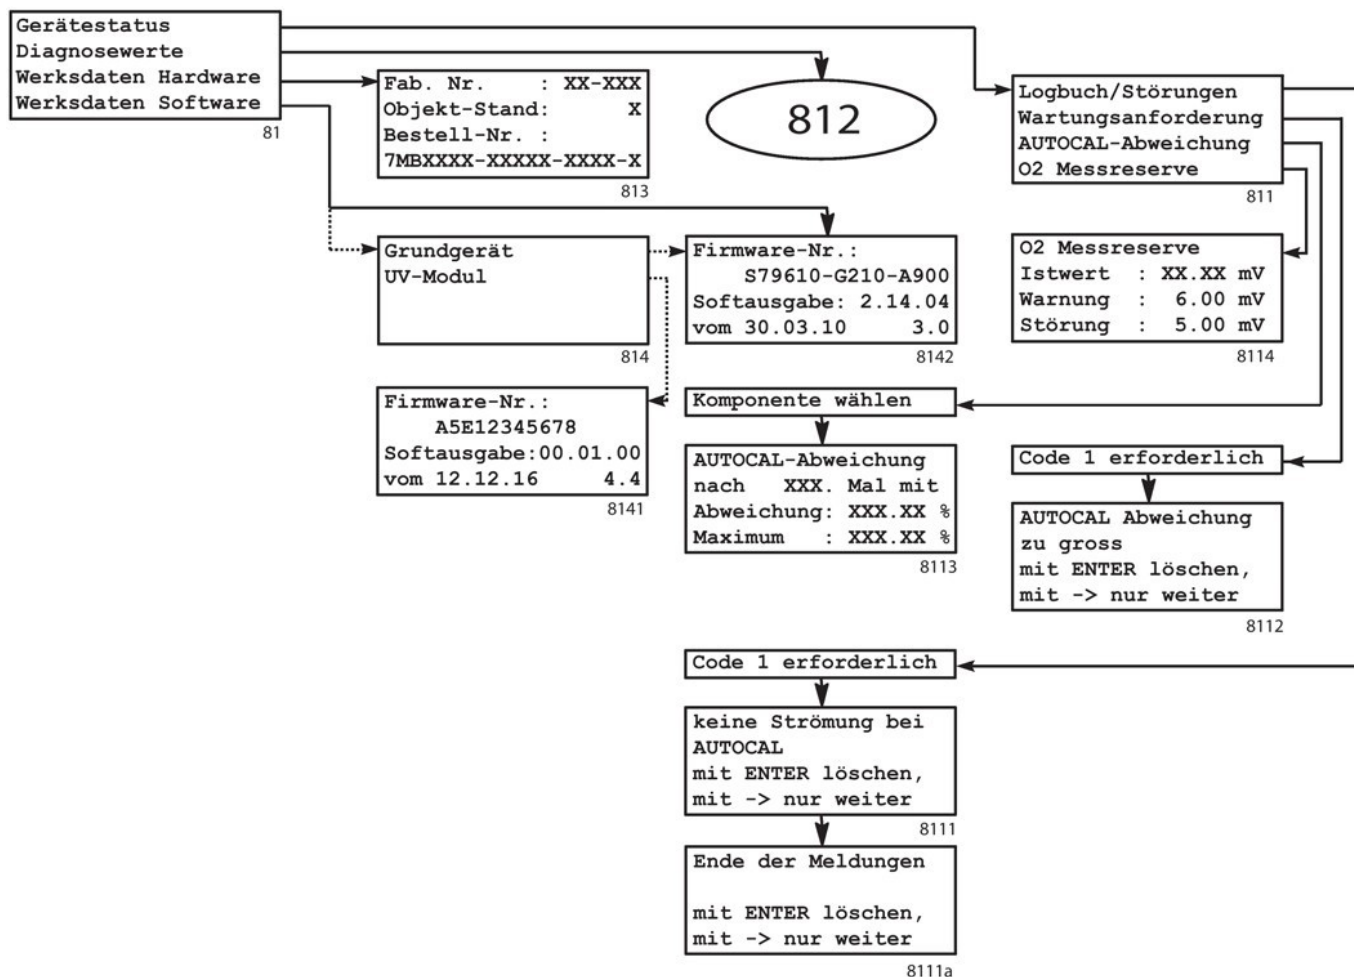 Gerätestatus
Diagnosewerte
Werksdaten Hardware
Werksdaten Software
81
Fab. Nr. : XX-XXX
Objekt-Stand: X
Bestell-Nr. :
7MBXXXX-XXXXX-XXXX-X
813
812
Logbuch/Störungen
Wartungsanforderung
AUTOCAL-Abweichung
O2 Messreserve
811
Grundgerät
UV-Modul
814
Firmware-Nr.:
S79610-G210-A900
Softausgabe: 2.14.04
vom 30.03.10 3.0
8142
O2 Messreserve
Istwert : XX.XX mV
Warnung : 6.00 mV
Störung : 5.00 mV
8114
Firmware-Nr.:
A5E12345678
Softausgabe:00.01.00
vom 12.12.16 4.4
8141
Komponente wählen
AUTOCAL-Abweichung
nach XXX. Mal mit
Abweichung: XXX.XX %
Maximum : XXX.XX %
8113
Code 1 erforderlich
AUTOCAL Abweichung
zu gross
mit ENTER löschen,
mit -> nur weiter
8112
Code 1 erforderlich
keine Strömung bei
AUTOCAL
mit ENTER löschen,
mit -> nur weiter
8111
Ende der Meldungen
mit ENTER löschen,
mit -> nur weiter
8111a